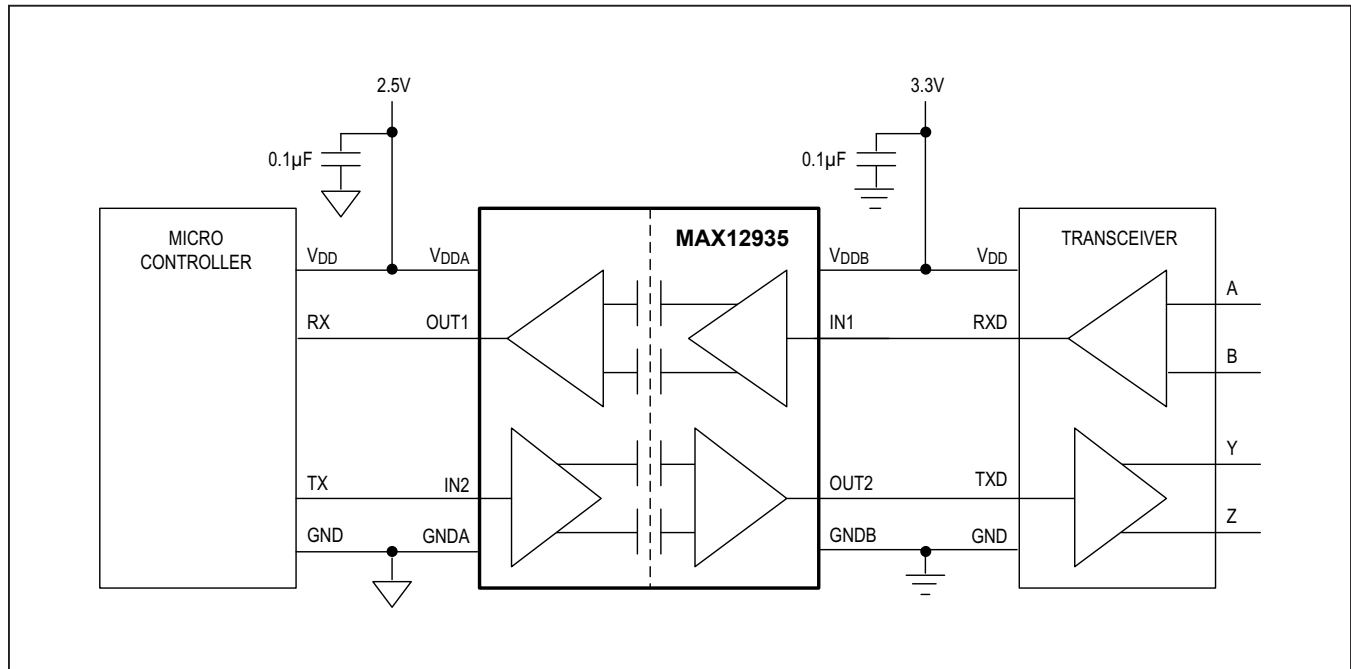 2.5V
3.3V
0.1µF
0.1µF
MICRO
CONTROLLER
MAX12935
TRANSCEIVER
VDD
VDDA
VDDB
VDD
A
RX
OUT1
IN1
RXD
B
Y
TX
IN2
OUT2
TXD
Z
GND
GNDA
GNDB
GND